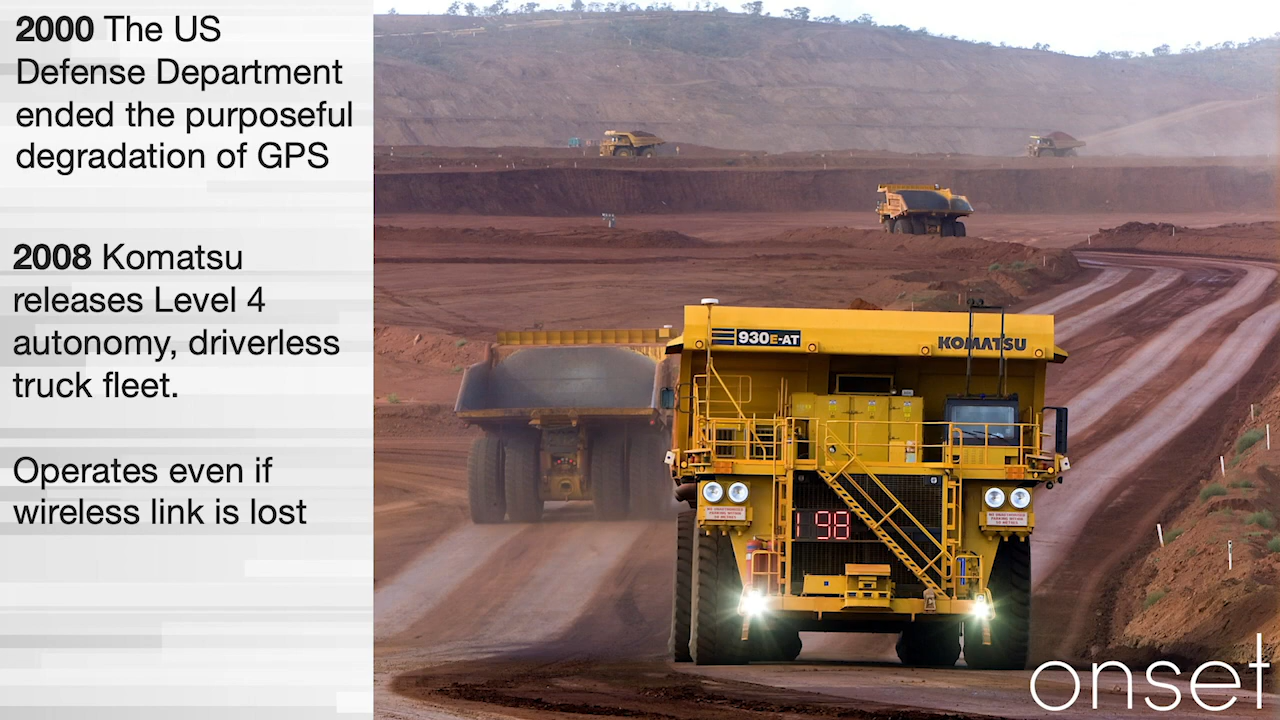 2000 The US
Defense Department
ended the purposeful
degradation of GPS
2008 Komatsu
releases Level 4
autonomy, driverless
truck fleet.
Operates even if
wireless link is lost
930E-AT
KOMATSU
198
onset